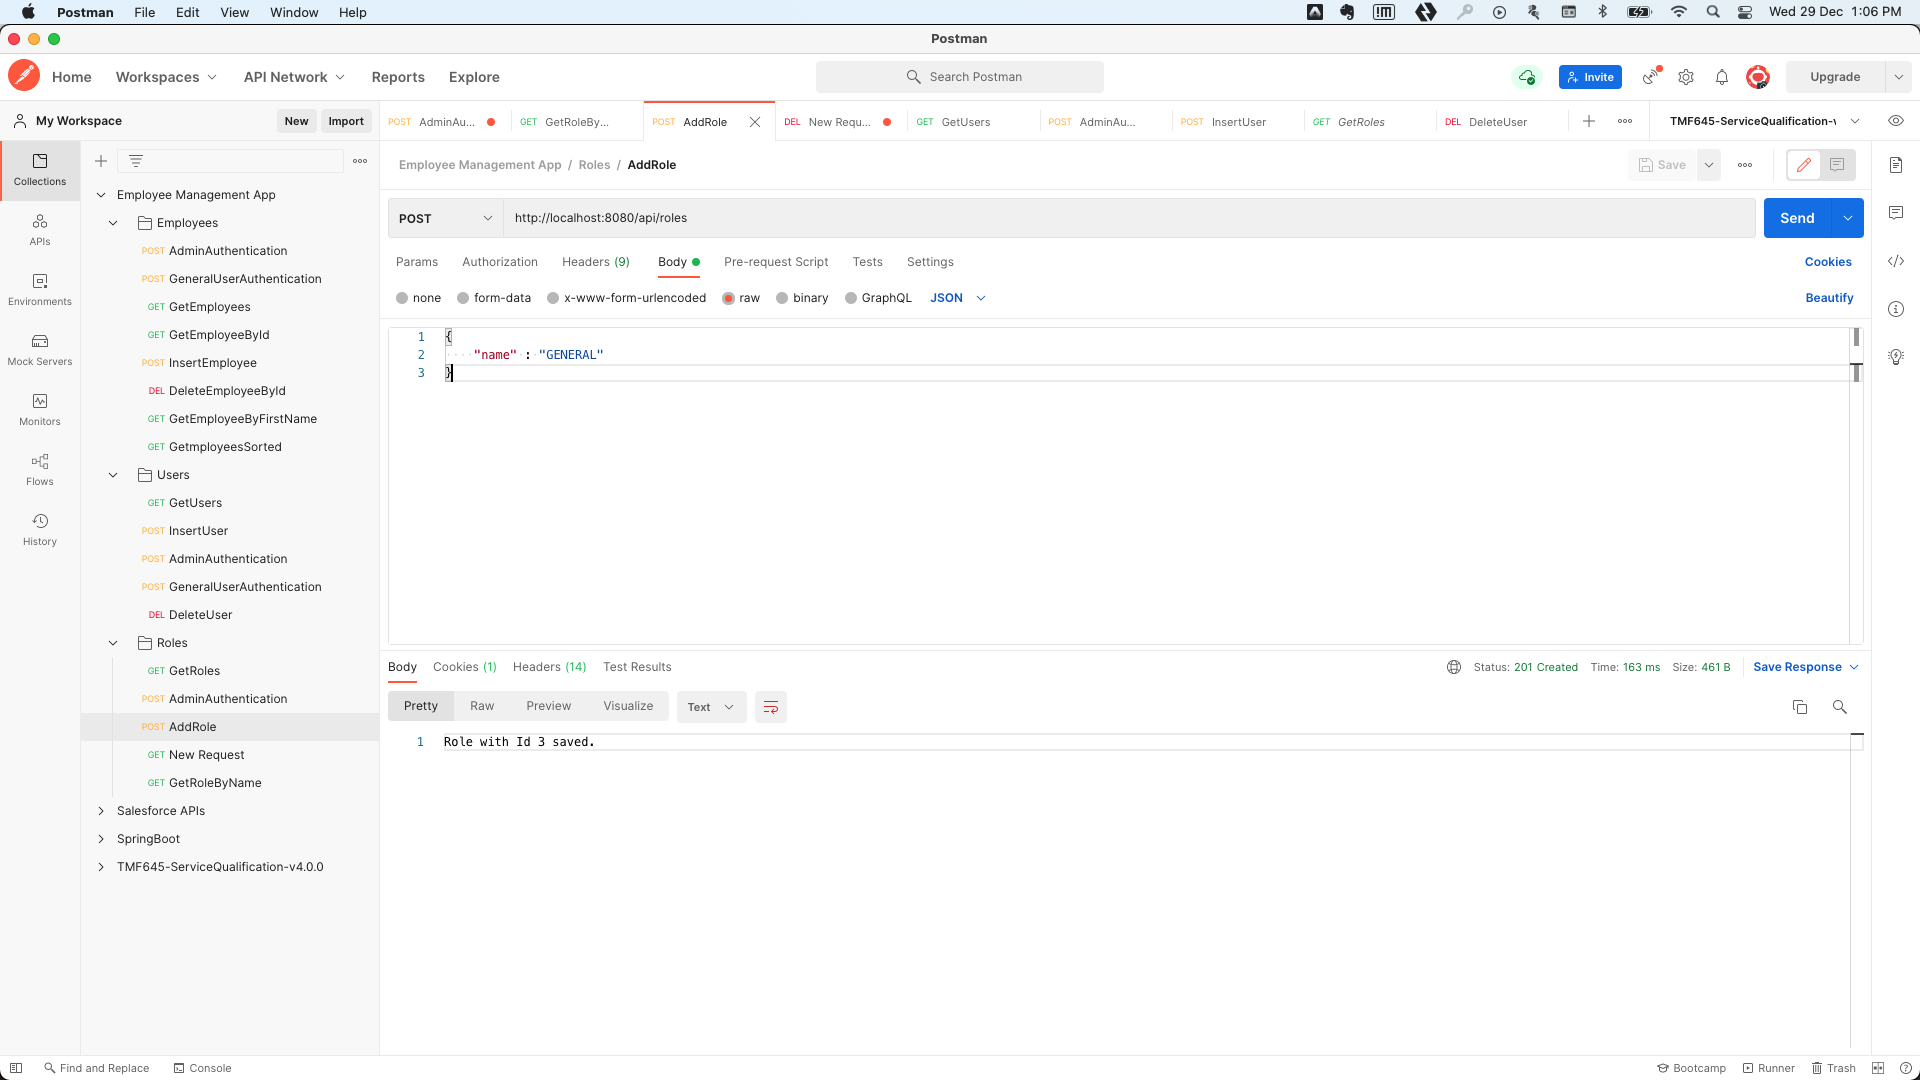 Postman File Edit View Window Help
Wed 29 Dec 1:06 PM
Postman
Home Workspaces API Network Reports Explore
Search Postman
Invite
Upgrade
My Workspace
New Import
POST AdminAu...
GET GetRoleBy...
POST AddRole
DEL New Requ...
GET GetUsers
POST AdminAu...
POST InsertUser
GET GetRoles
DEL DeleteUser
TMF645-ServiceQualification-v
Collections
APIs
Environments
Mock Servers
Monitors
Flows
History
Employee Management App
Employees
POST AdminAuthentication
POST GeneralUserAuthentication
GET GetEmployees
GET GetEmployeeById
POST InsertEmployee
DEL DeleteEmployeeById
GET GetEmployeeByFirstName
GET GetmployeesSorted
Users
GET GetUsers
POST InsertUser
POST AdminAuthentication
POST GeneralUserAuthentication
DEL DeleteUser
Roles
GET GetRoles
POST AdminAuthentication
POST AddRole
GET New Request
GET GetRoleByName
Salesforce APIs
SpringBoot
TMF645-ServiceQualification-v4.0.0
Employee Management App / Roles / AddRole
Save
POST http://localhost:8080/api/roles
Send
Params Authorization Headers (9) Body Pre-request Script Tests Settings
Cookies
none form-data x-www-form-urlencoded raw binary GraphQL JSON
Beautify
1 {
2 "name" : "GENERAL"
3 }
Body Cookies (1) Headers (14) Test Results
Status: 201 Created Time: 163 ms Size: 461 B Save Response
Pretty Raw Preview Visualize Text
1 Role with Id 3 saved.
Find and Replace Console
Bootcamp Runner Trash